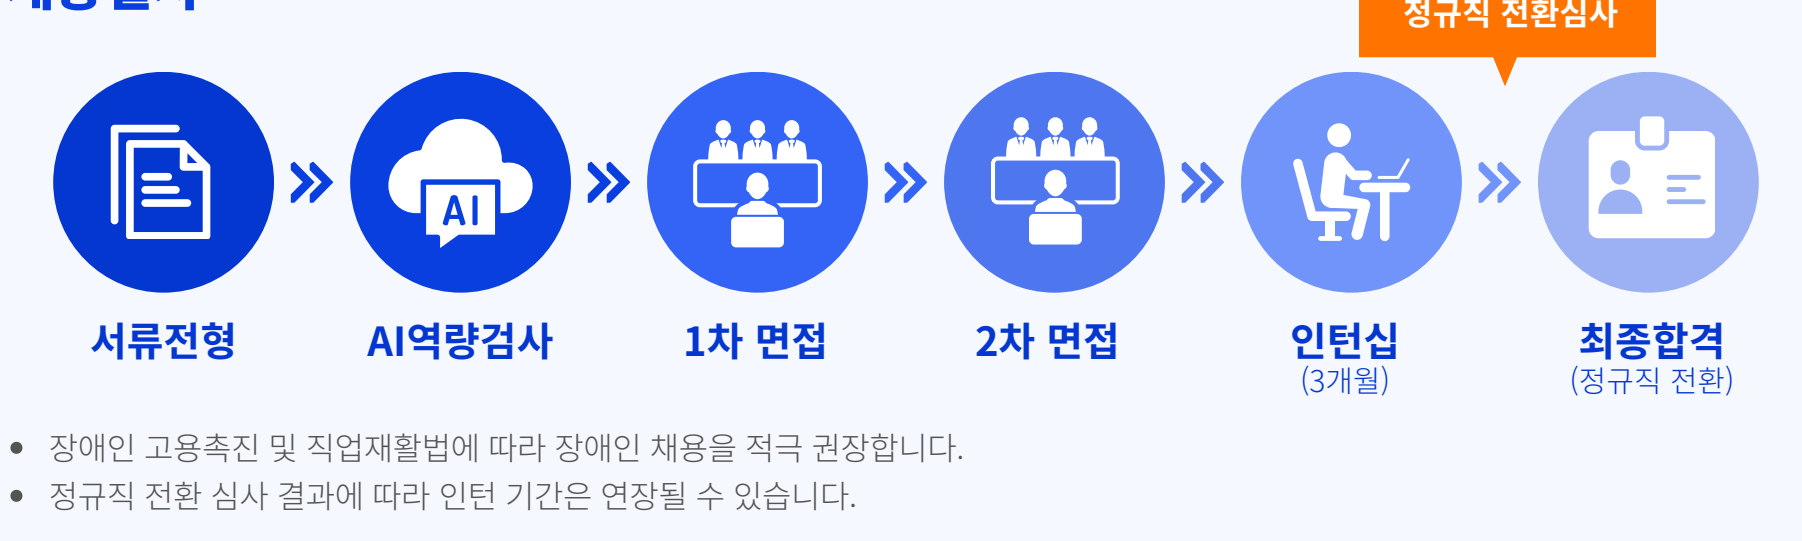 정규직 전환심사
AI
서류전형
AI역량검사
1차 면접
2차 면접
인턴십
(3개월)
최종합격
(정규직 전환)
장애인 고용촉진 및 직업재활법에 따라 장애인 채용을 적극 권장합니다.
정규직 전환 심사 결과에 따라 인턴 기간은 연장될 수 있습니다.